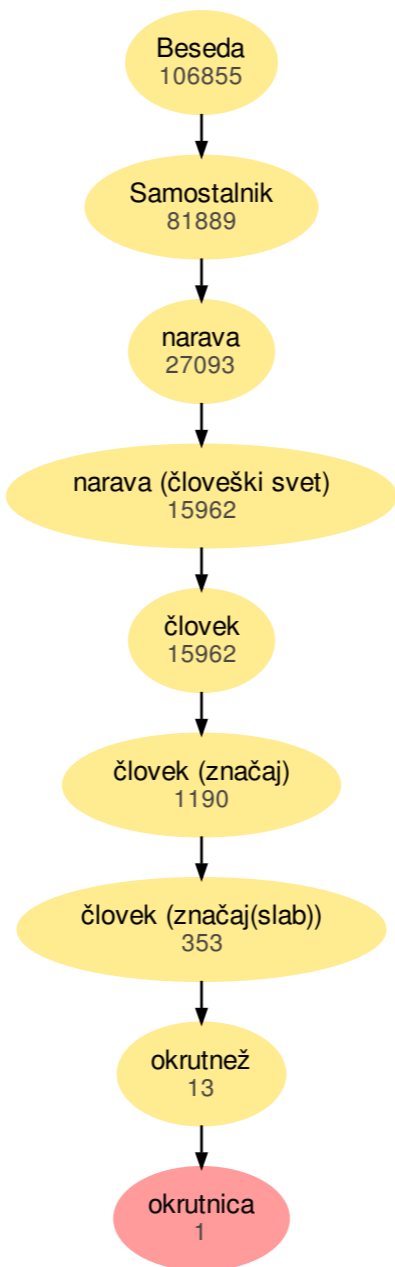 Beseda
106855
Samostalnik
81889
narava
27093
narava (človeški svet)
15962
človek
15962
človek (značaj)
1190
človek (značaj(slab))
353
okrutnež
13
okrutnica
1